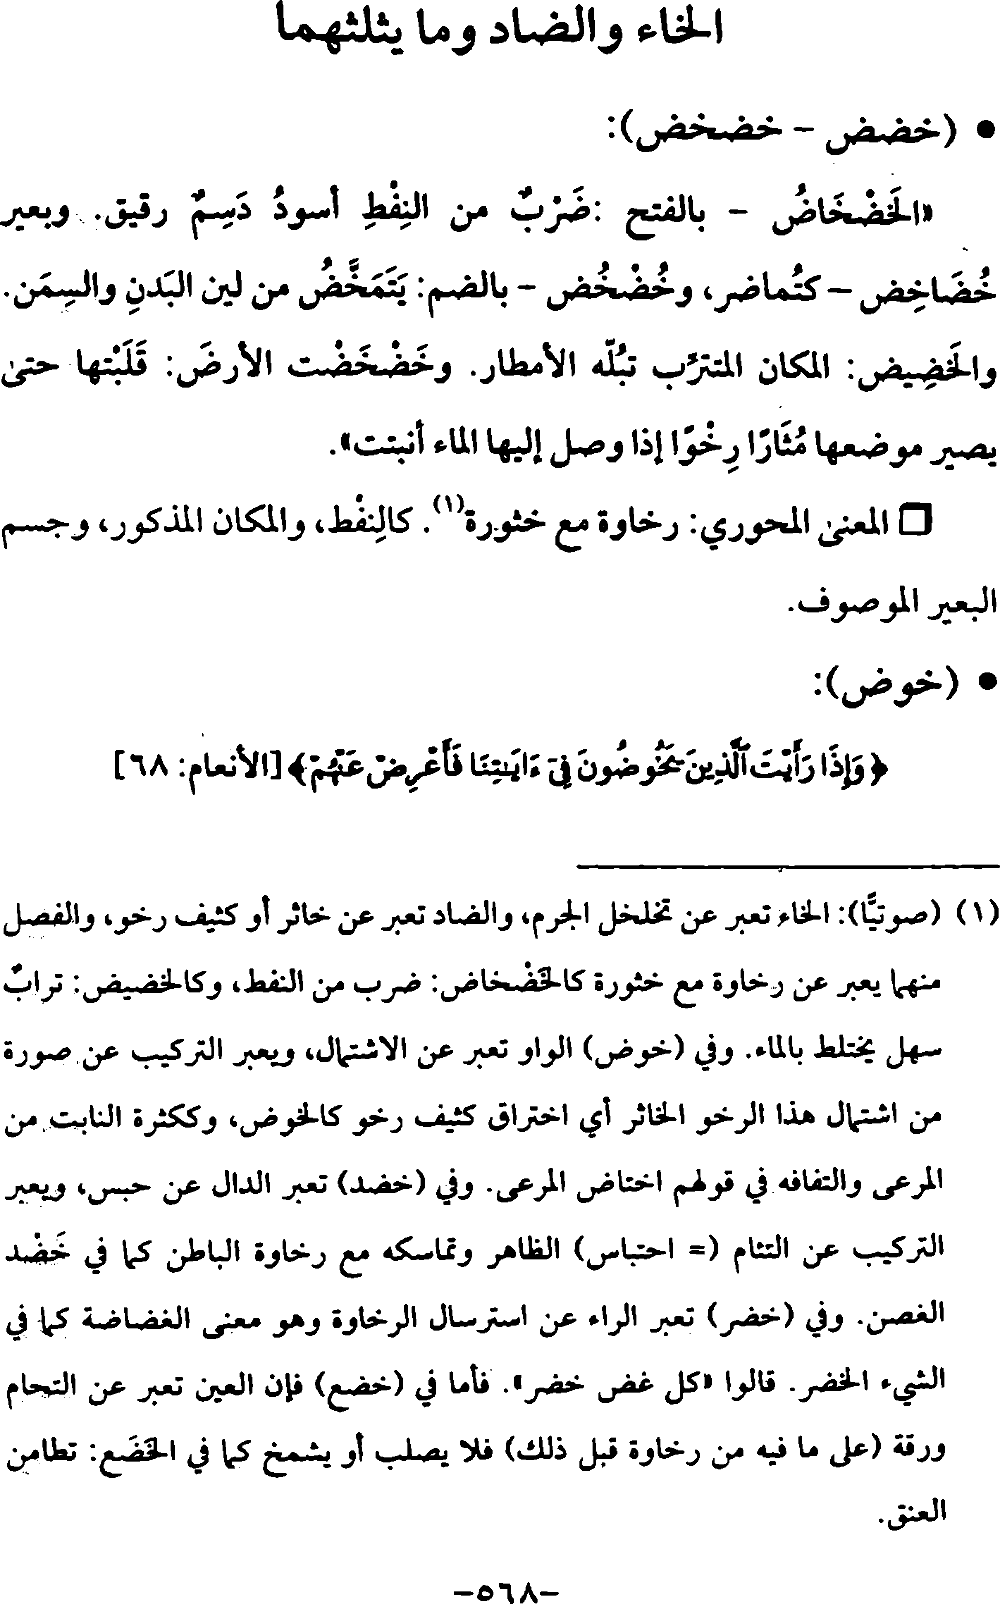 الخاء والضاد وما يثلثهما
• (خضض – خضخض):
«الخَضْخَاضُ – بالفتح :ضَرْبٌ من النِفْطِ أسودُ دَسِمٌ رقيق. وبعير
خُضَاخِض – كتُماضر، وخُضْخُض – بالضم: يَتَمَخَّضُ من لين البَدنِ والسِمَن.
والخَضِيض: المكان المتترّب تبُلّه الأمطار. وخَضْخَضْت الأرضَ: قَلَبْتها حتىٰ
يصير موضعها مُثَارًا رِخْوًا إذا وصل إليها الماء أنبتت».
□ المعنىٰ المحوري: رخاوة مع خثورة(١). كالنِفْط، والمكان المذكور، وجسم
البعير الموصوف.
• (خوض):
﴿وَإِذَا رَأَيْتَ ٱلَّذِينَ يَخُوضُونَ فِىٓ ءَايَـٰتِنَا فَأَعْرِضْ عَنْهُمْ﴾ [الأنعام: ٦٨]
(١) (صوتيًّا): الخاء تعبر عن تخلخل الجرم، والضاد تعبر عن خاثر أو كثيف رخو، والفصل
منهما يعبر عن رخاوة مع خثورة كالخَضْخاض: ضرب من النفط، وكالخضيض: ترابٌ
سهل يختلط بالماء. وفي (خوض) الواو تعبر عن الاشتمال، ويعبر التركيب عن صورة
من اشتمال هذا الرخو الخاثر أي اختراق كثيف رخو كالخوض، وككثرة النابت من
المرعى والتفافه في قولهم اختاض المرعى. وفي (خضد) تعبر الدال عن حبس، ويعبر
التركيب عن التئام (= احتباس) الظاهر وتماسكه مع رخاوة الباطن كما في خَضْد
الغصن. وفي (خضر) تعبر الراء عن استرسال الرخاوة وهو معنى الغضاضة كما في
الشيء الخضر. قالوا «كل غض خضر». فأما في (خضع) فإن العين تعبر عن التحام
ورقة (على ما فيه من رخاوة قبل ذلك) فلا يصلب أو يشمخ كما في الخَضَع: تطامن
العنق.
–٥٦٨–